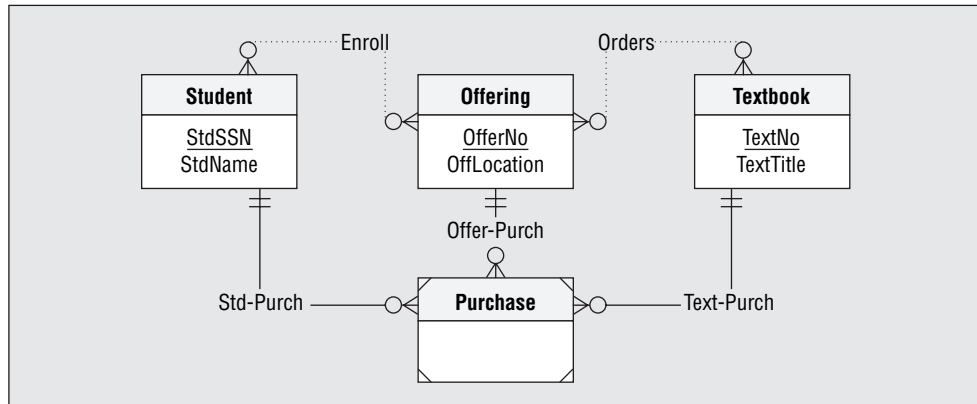 Enroll
Orders
Student
StdSSN
StdName
Offering
OfferNo
OffLocation
Textbook
TextNo
TextTitle
Offer-Purch
Std-Purch
Purchase
Text-Purch